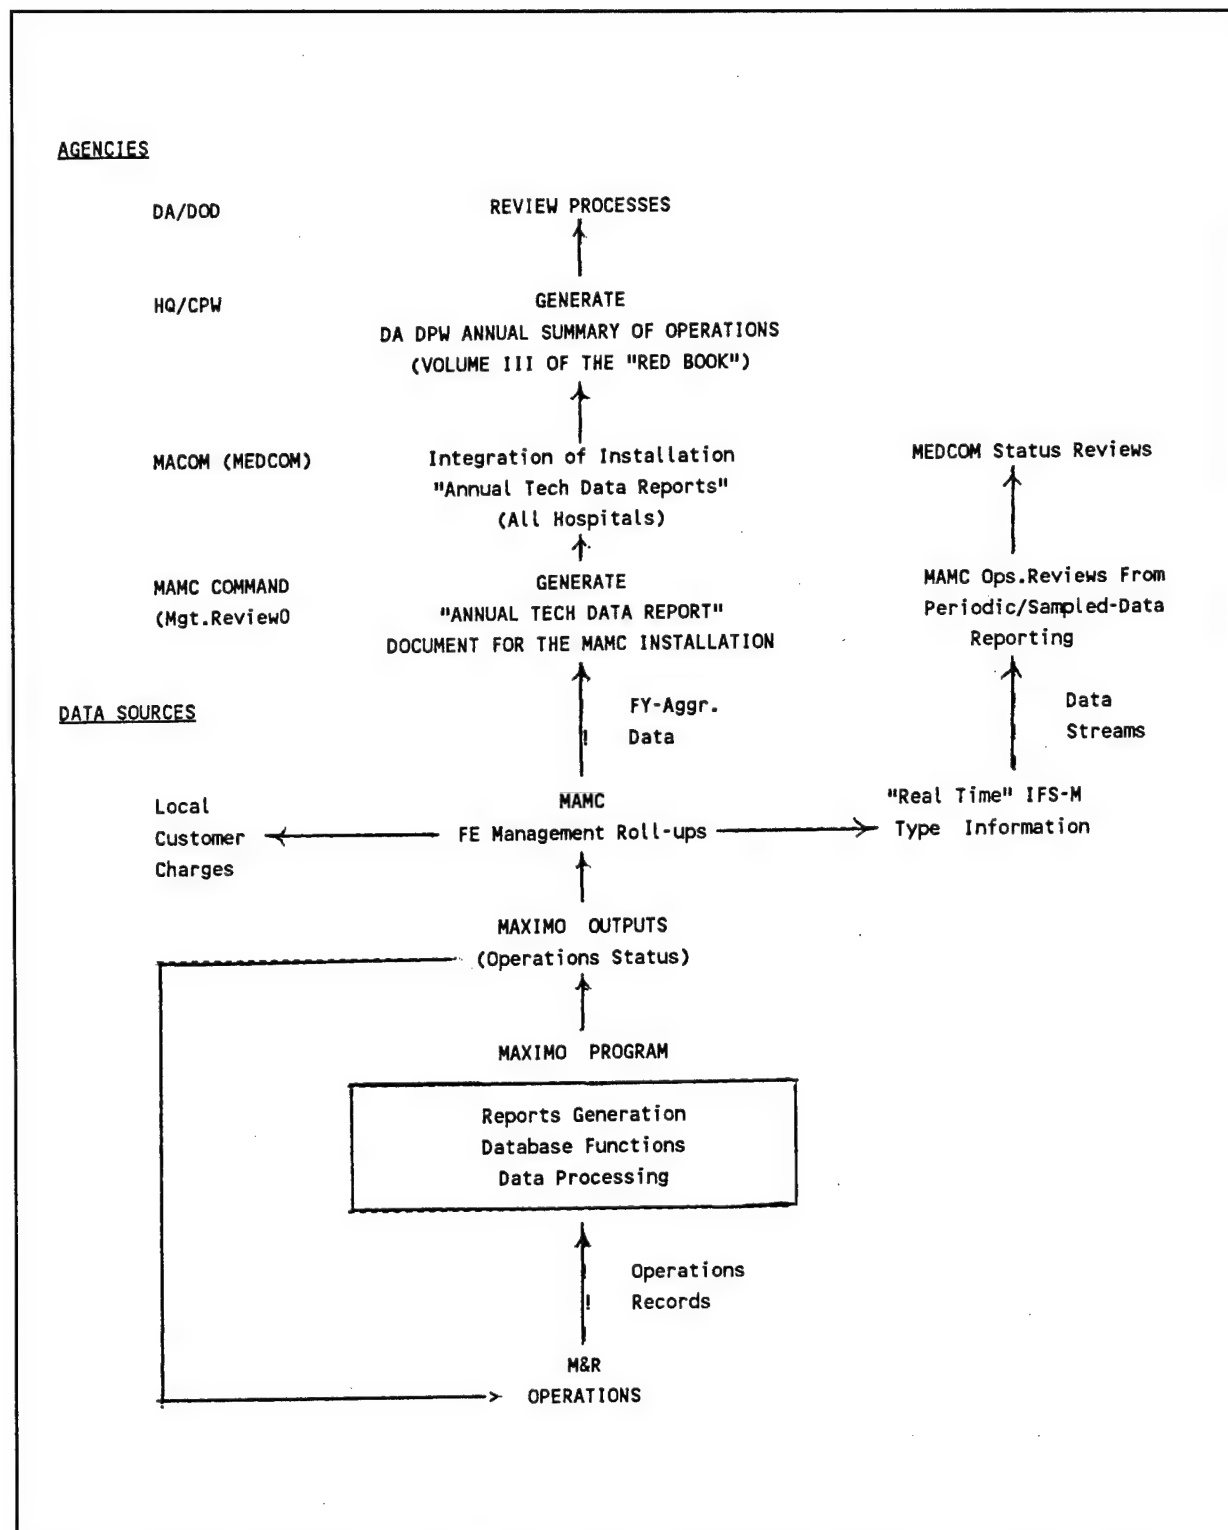 AGENCIES
DA/DOD
REVIEW PROCESSES
HQ/CPW
GENERATE
DA DPW ANNUAL SUMMARY OF OPERATIONS
(VOLUME III OF THE "RED BOOK")
MACOM (MEDCOM)
Integration of Installation
"Annual Tech Data Reports"
(All Hospitals)
MEDCOM Status Reviews
MAMC COMMAND
(Mgt.ReviewO
GENERATE
"ANNUAL TECH DATA REPORT"
DOCUMENT FOR THE MAMC INSTALLATION
MAMC Ops.Reviews From
Periodic/Sampled-Data
Reporting
DATA SOURCES
FY-Aggr.
! Data
Data
Streams
Local
Customer
Charges
MAMC
FE Management Roll-ups
"Real Time" IFS-M
Type Information
MAXIMO OUTPUTS
(Operations Status)
MAXIMO PROGRAM
Reports Generation
Database Functions
Data Processing
Operations
! Records
M&R
OPERATIONS